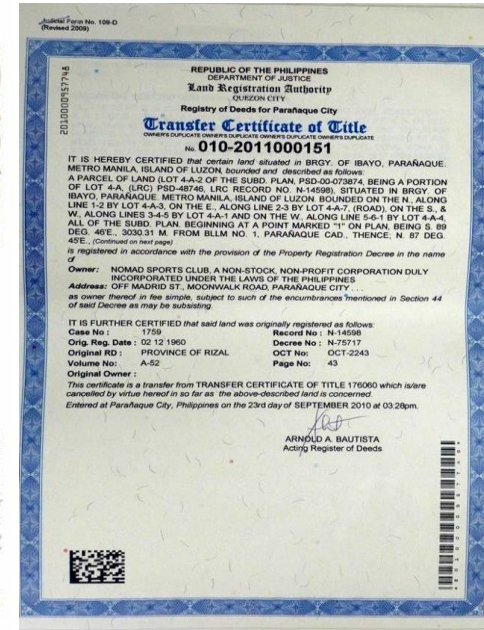 Judicial Form No. 109-D
(Revised 2009)
2010000957748
REPUBLIC OF THE PHILIPPINES
DEPARTMENT OF JUSTICE
Land Registration Authority
QUEZON CITY
Registry of Deeds for Parañaque City
Transfer Certificate of Title
OWNER'S DUPLICATE OWNER'S DUPLICATE OWNER'S DUPLICATE OWNER'S DUPLICATE
No. 010-2011000151
IT IS HEREBY CERTIFIED that certain land situated in BRGY. OF IBAYO, PARAÑAQUE.
METRO MANILA, ISLAND OF LUZON, bounded and described as follows:
A PARCEL OF LAND (LOT 4-A-2 OF THE SUBD. PLAN, PSD-00-073874, BEING A PORTION
OF LOT 4-A, (LRC) PSD-48746, LRC RECORD NO. N-14598), SITUATED IN BRGY. OF
IBAYO, PARAÑAQUE. METRO MANILA, ISLAND OF LUZON. BOUNDED ON THE N., ALONG
LINE 1-2 BY LOT 4-A-3, ON THE E., ALONG LINE 2-3 BY LOT 4-A-7, (ROAD), ON THE S., &
W., ALONG LINES 3-4-5 BY LOT 4-A-1 AND ON THE W., ALONG LINE 5-6-1 BY LOT 4-A-4,
ALL OF THE SUBD. PLAN. BEGINNING AT A POINT MARKED "1" ON PLAN, BEING S. 89
DEG. 46'E., 3030.31 M. FROM BLLM NO. 1, PARAÑAQUE CAD., THENCE; N. 87 DEG.
45'E., (Continued on next page)
is registered in accordance with the provision of the Property Registration Decree in the name
of
Owner: NOMAD SPORTS CLUB, A NON-STOCK, NON-PROFIT CORPORATION DULY
INCORPORATED UNDER THE LAWS OF THE PHILIPPINES
Address: OFF MADRID ST., MOONWALK ROAD, PARAÑAQUE CITY . . .
as owner thereof in fee simple, subject to such of the encumbrances mentioned in Section 44
of said Decree as may be subsisting.
IT IS FURTHER CERTIFIED that said land was originally registered as follows:
Case No : 1759 Record No : N-14598
Orig. Reg. Date : 02 12 1960 Decree No : N-75717
Original RD : PROVINCE OF RIZAL OCT No: OCT-2243
Volume No: A-52 Page No: 43
Original Owner :
This certificate is a transfer from TRANSFER CERTIFICATE OF TITLE 176060 which is/are
cancelled by virtue hereof in so far as the above-described land is concerned.
Entered at Parañaque City, Philippines on the 23rd day of SEPTEMBER 2010 at 03:28pm.
ARNOLD A. BAUTISTA
Acting Register of Deeds